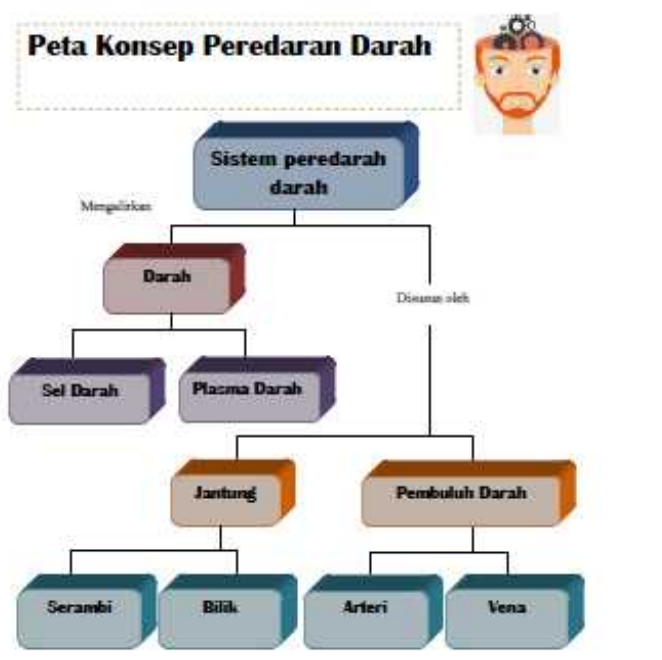 Peta Konsep Peredaran Darah
Sistem peredarah
darah
Mengalirkan
Darah
Disusun oleh
Sel Darah
Plasma Darah
Jantung
Pembuluh Darah
Serambi
Bilik
Arteri
Vena